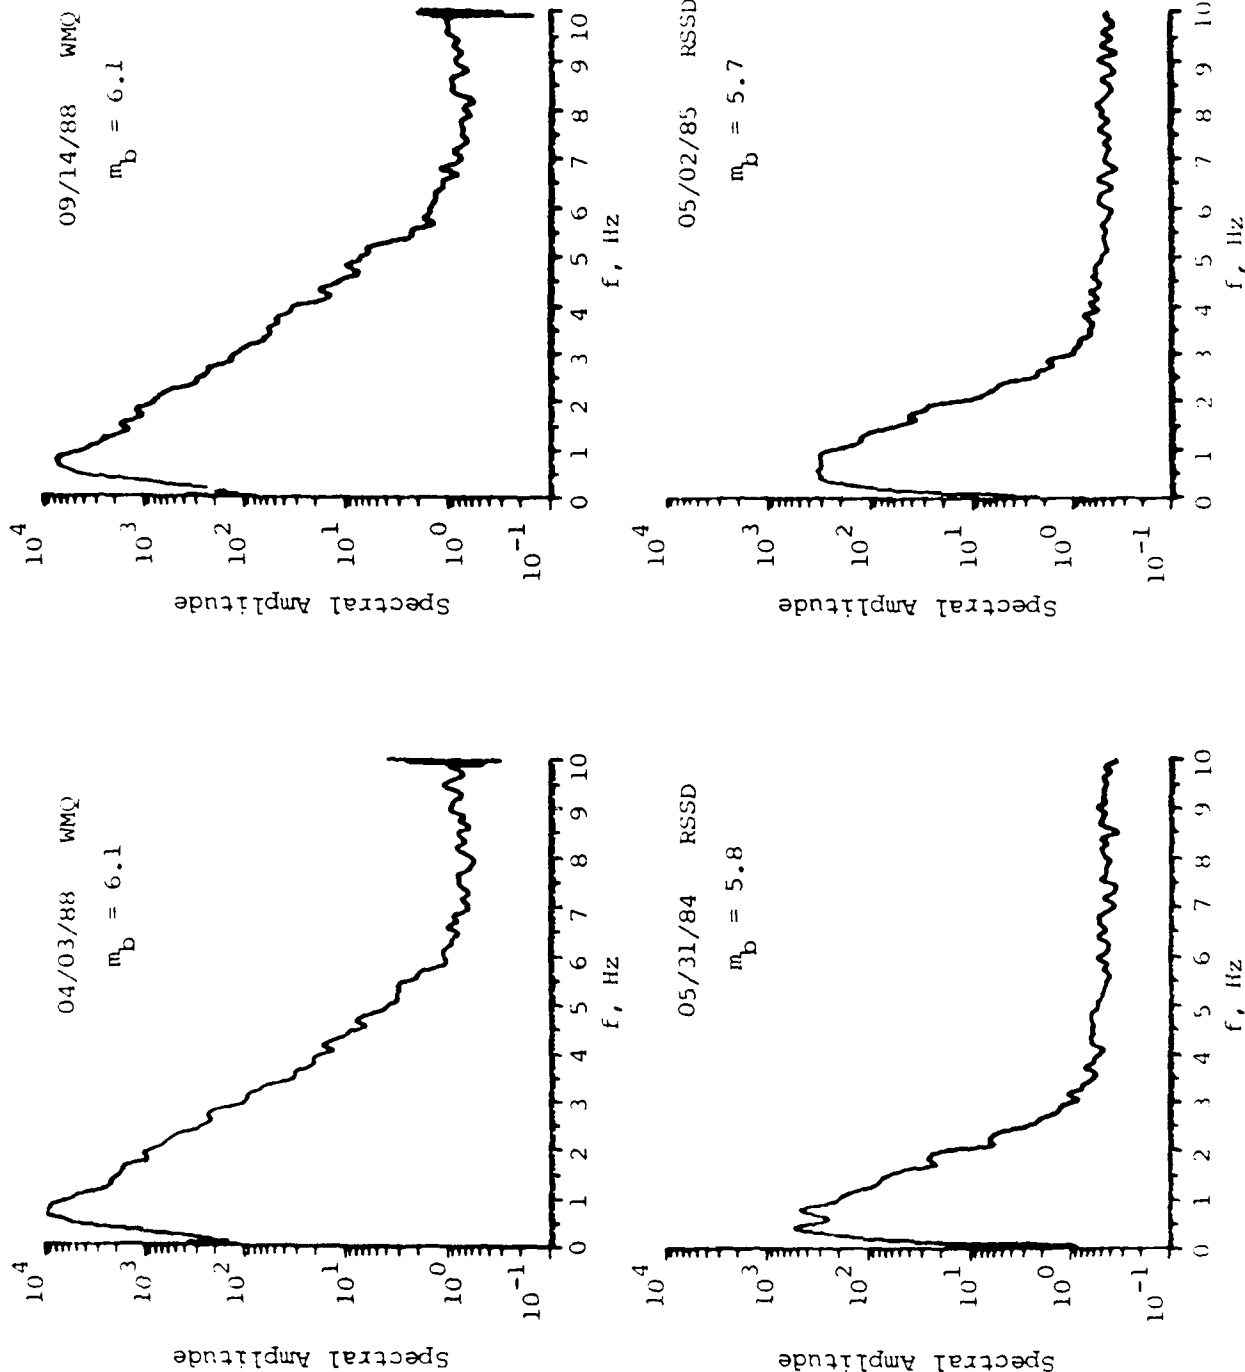 09/14/88 WMQ
m_b = 6.1
Spectral Amplitude
10^4
10^3
10^2
10^1
10^0
10^-1
0 1 2 3 4 5 6 7 8 9 10
f, Hz
05/02/85 RSSD
m_b = 5.7
Spectral Amplitude
10^4
10^3
10^2
10^1
10^0
10^-1
0 1 2 3 4 5 6 7 8 9 10
f, Hz
04/03/88 WMQ
m_b = 6.1
Spectral Amplitude
10^4
10^3
10^2
10^1
10^0
10^-1
0 1 2 3 4 5 6 7 8 9 10
f, Hz
05/31/84 RSSD
m_b = 5.8
Spectral Amplitude
10^4
10^3
10^2
10^1
10^0
10^-1
0 1 2 3 4 5 6 7 8 9 10
f, Hz